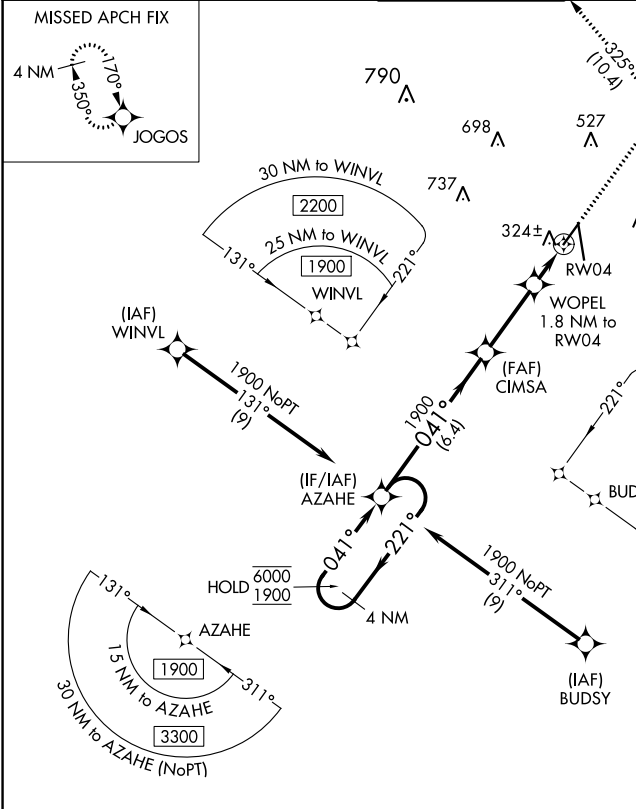 MISSED APCH FIX
4 NM
170°
350°
JOGOS
325°
(10.4)
790
698
527
737
324±
30 NM to WINVL
2200
25 NM to WINVL
1900
131°
221°
WINVL
RW04
WOPEL
1.8 NM to
RW04
(IAF)
WINVL
(FAF)
CIMSA
1900 NoPT
131°
(9)
1900
041°
(6.4)
221°
BUD
(IF/IAF)
AZAHE
041°
221°
HOLD
6000
1900
4 NM
1900 NoPT
311°
(9)
(IAF)
BUDSY
131°
AZAHE
1900
15 NM to AZAHE
311°
3300
30 NM to AZAHE (NoPT)